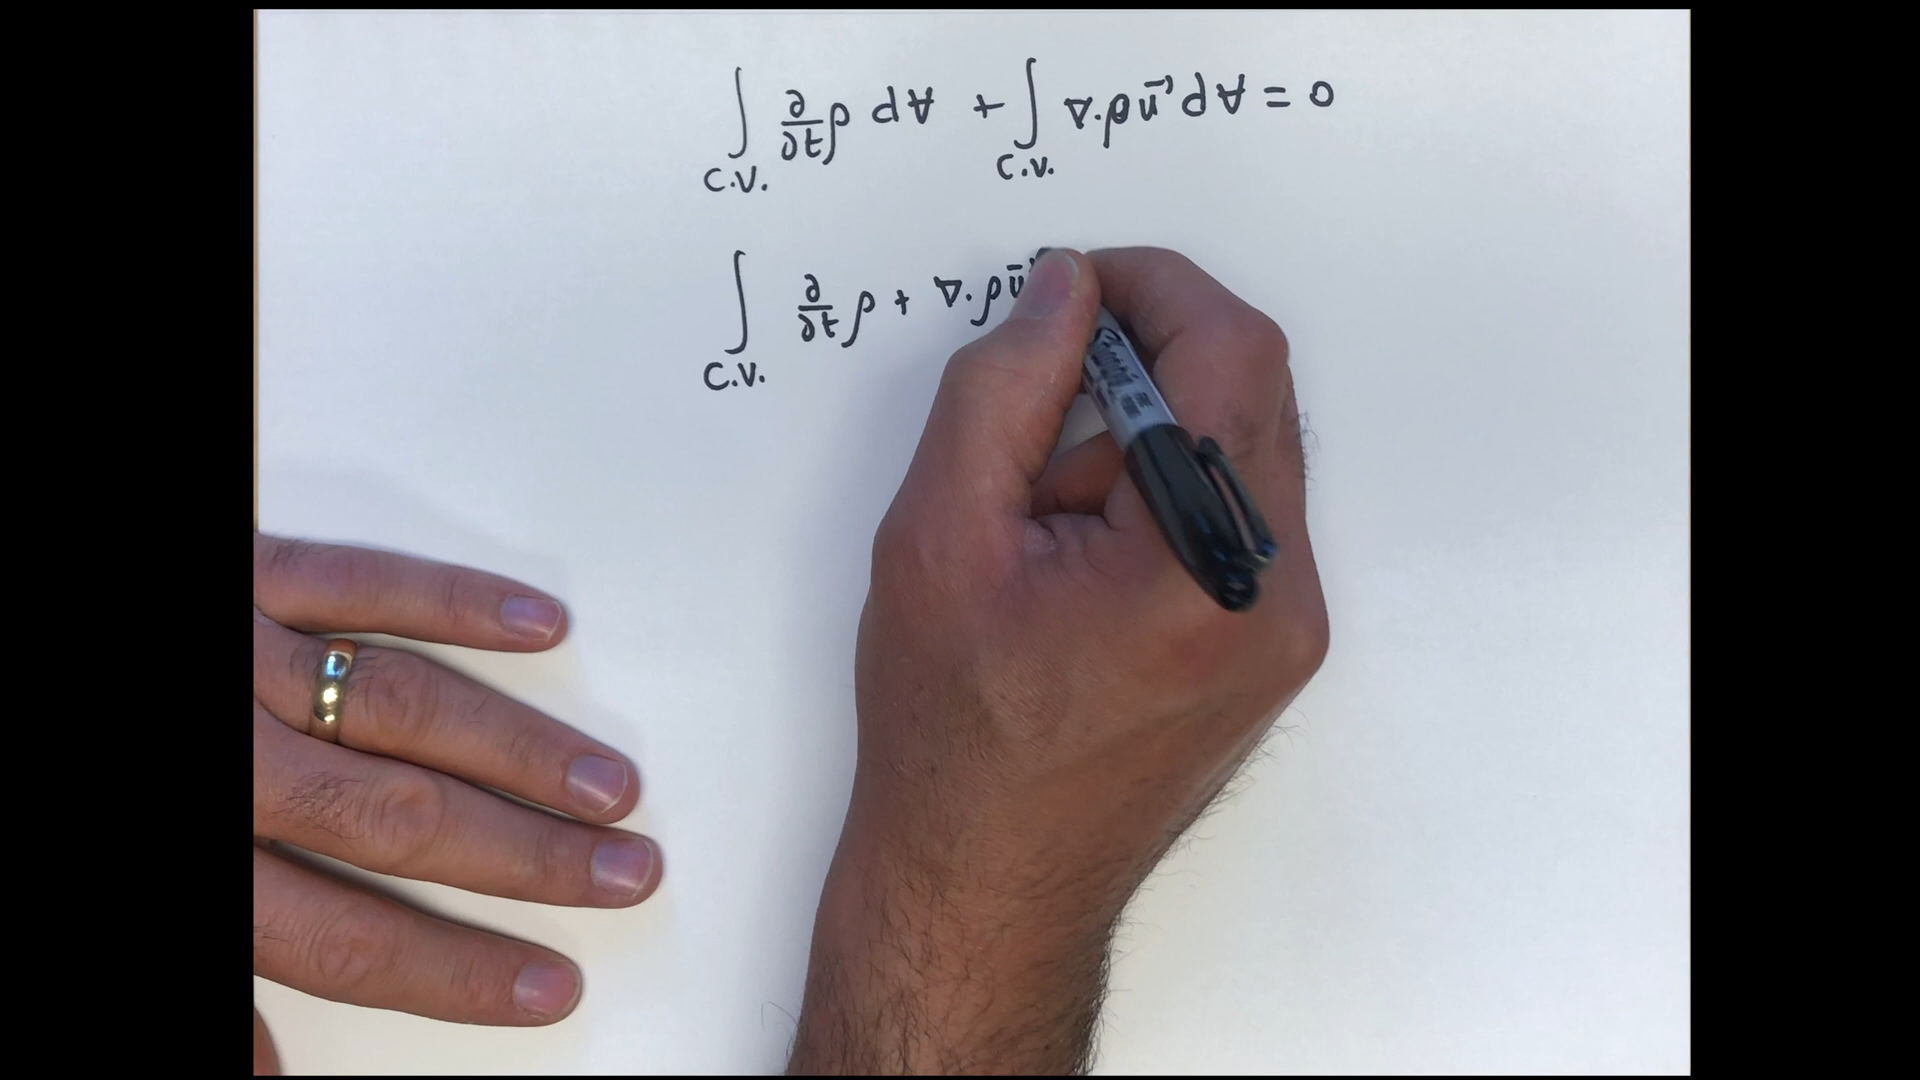 ∫ ∂/∂t ρ d∀ + ∫ ∇·ρu⃗ d∀ = 0
C.V. C.V.
∫ ∂/∂t ρ + ∇·ρu⃗
C.V.